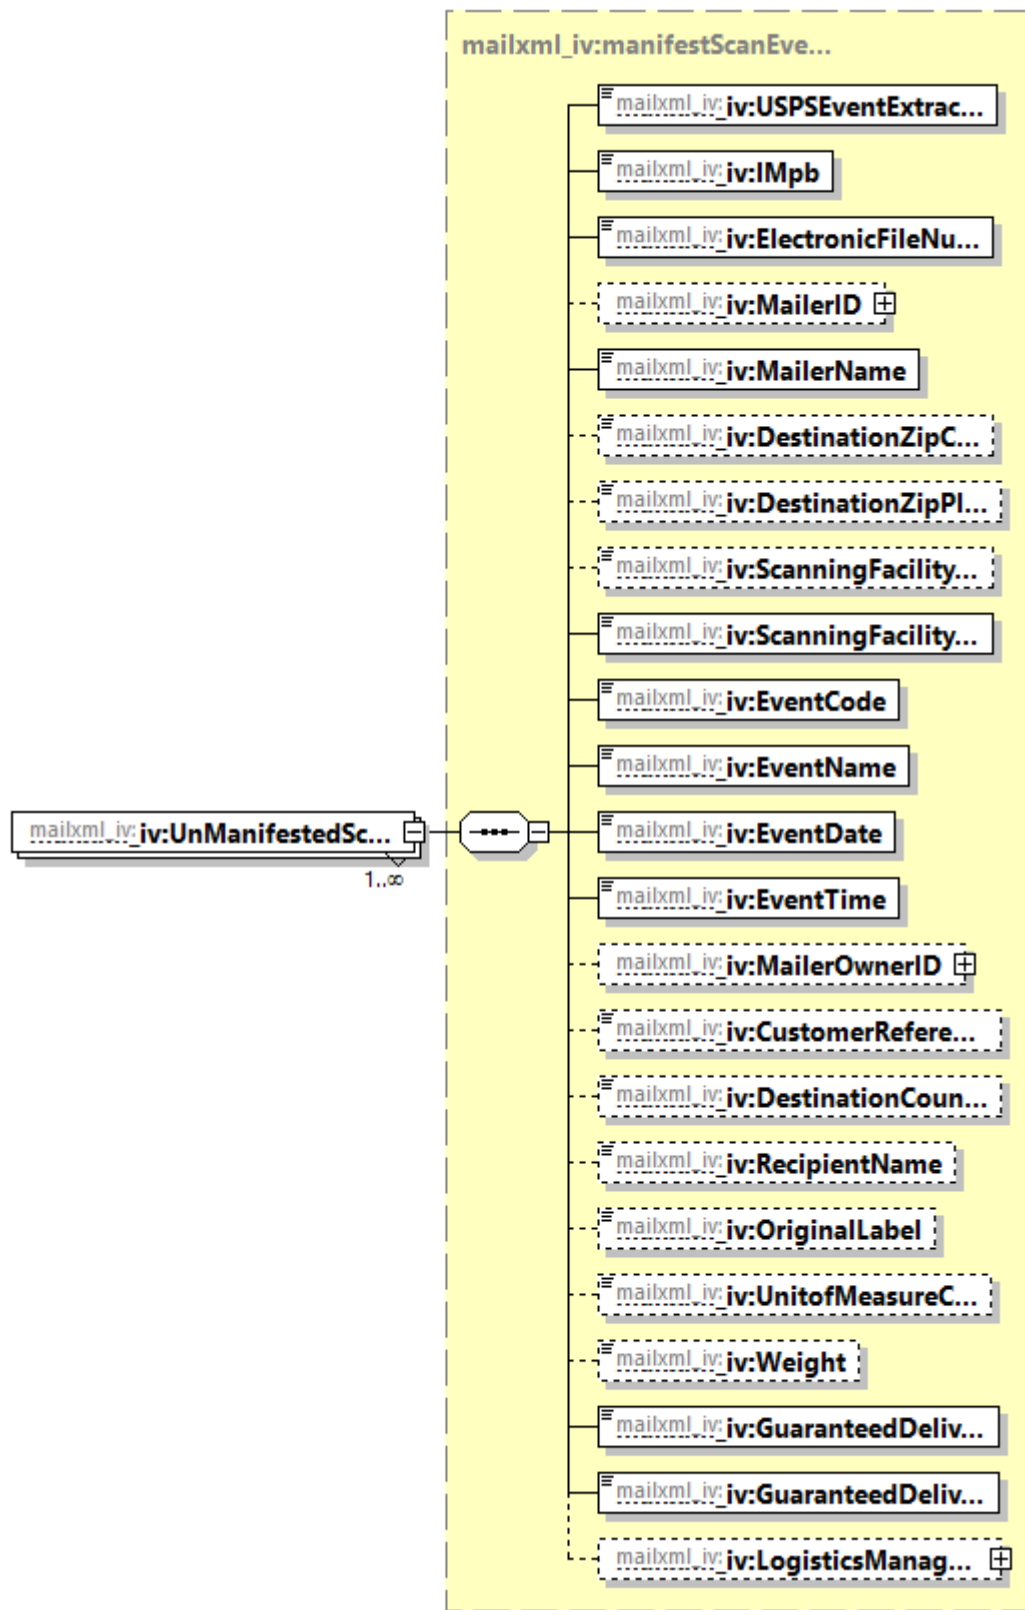 mailxml_iv:manifestScanEve...
mailxml_iv:iv:USPSEventExtrac...
mailxml_iv:iv:IMpb
mailxml_iv:iv:ElectronicFileNu...
mailxml_iv:iv:MailerID
mailxml_iv:iv:MailerName
mailxml_iv:iv:DestinationZipC...
mailxml_iv:iv:DestinationZipPl...
mailxml_iv:iv:ScanningFacility...
mailxml_iv:iv:ScanningFacility...
mailxml_iv:iv:EventCode
mailxml_iv:iv:EventName
mailxml_iv:iv:UnManifestedSc...
1..∞
mailxml_iv:iv:EventDate
mailxml_iv:iv:EventTime
mailxml_iv:iv:MailerOwnerID
mailxml_iv:iv:CustomerRefere...
mailxml_iv:iv:DestinationCoun...
mailxml_iv:iv:RecipientName
mailxml_iv:iv:OriginalLabel
mailxml_iv:iv:UnitofMeasureC...
mailxml_iv:iv:Weight
mailxml_iv:iv:GuaranteedDeliv...
mailxml_iv:iv:GuaranteedDeliv...
mailxml_iv:iv:LogisticsManag...